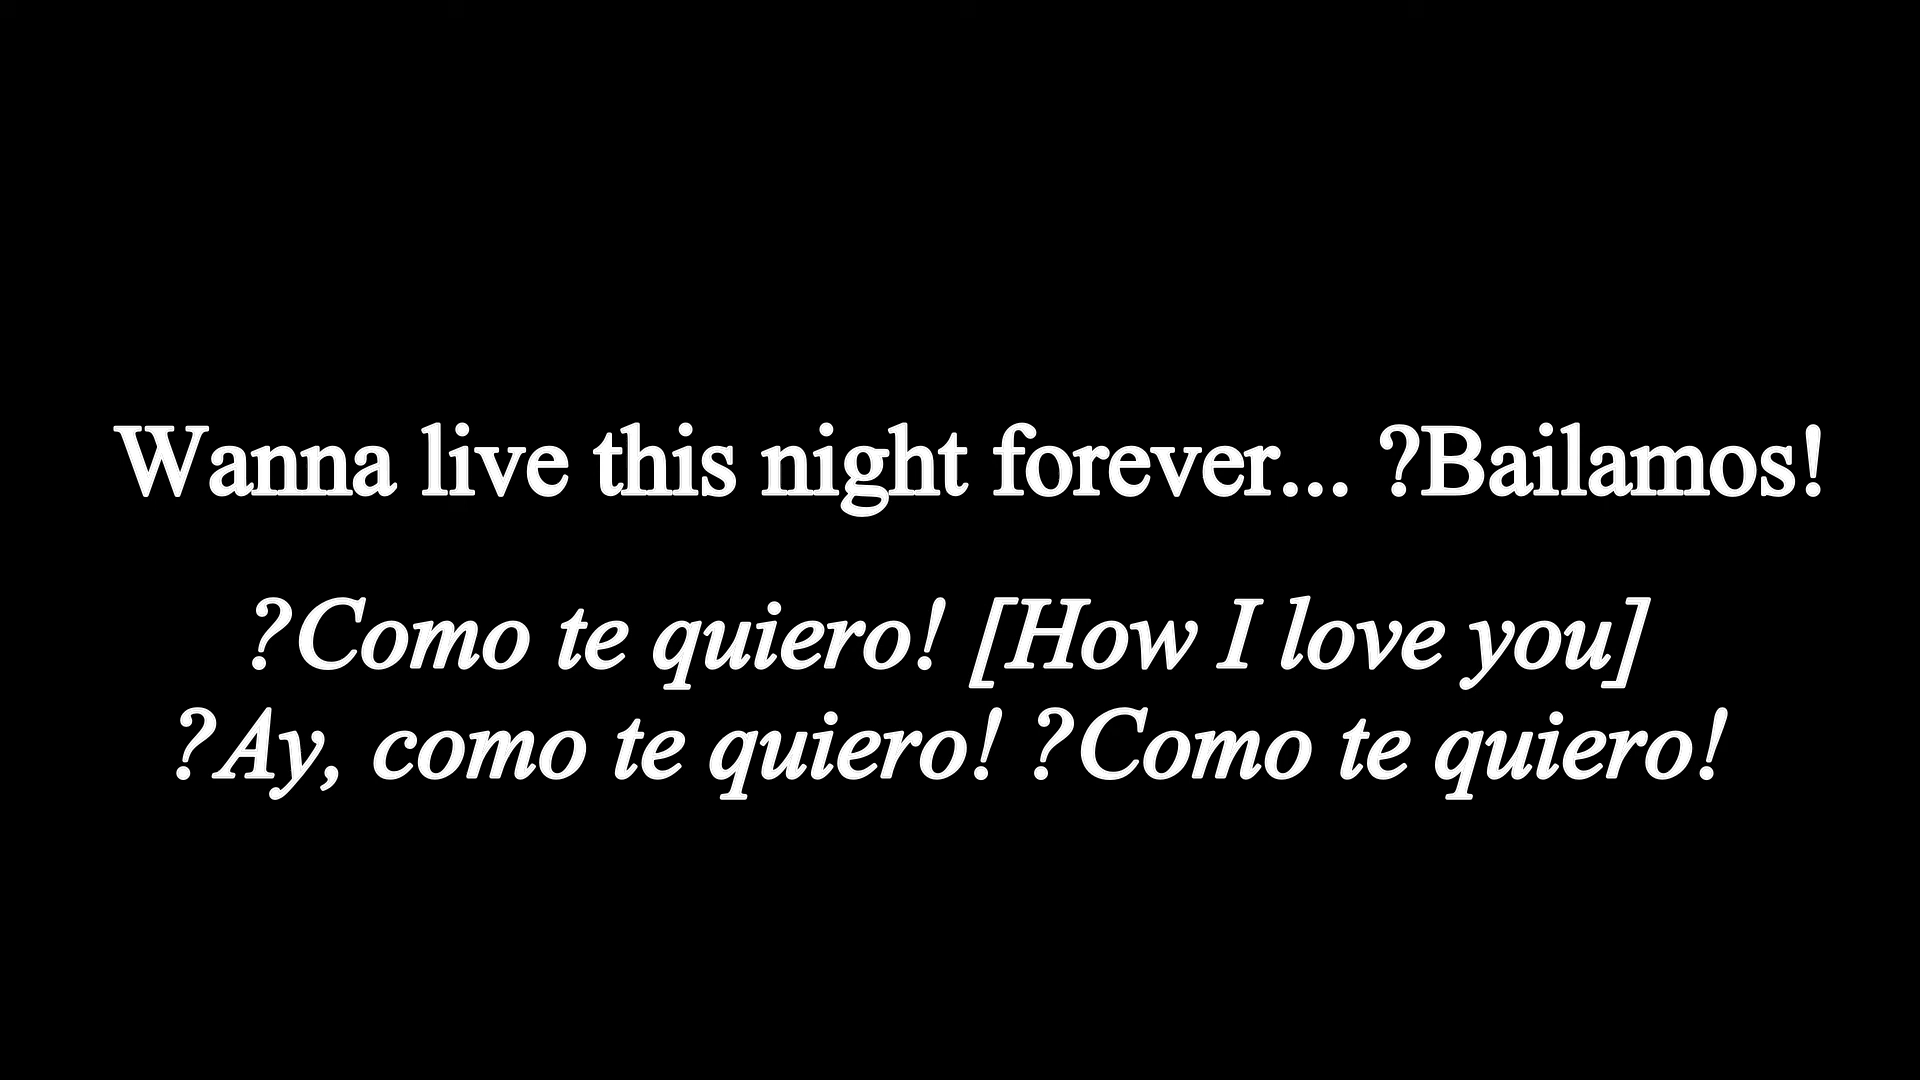 Wanna live this night forever... ?Bailamos!
?Como te quiero! [How I love you]
?Ay, como te quiero! ?Como te quiero!